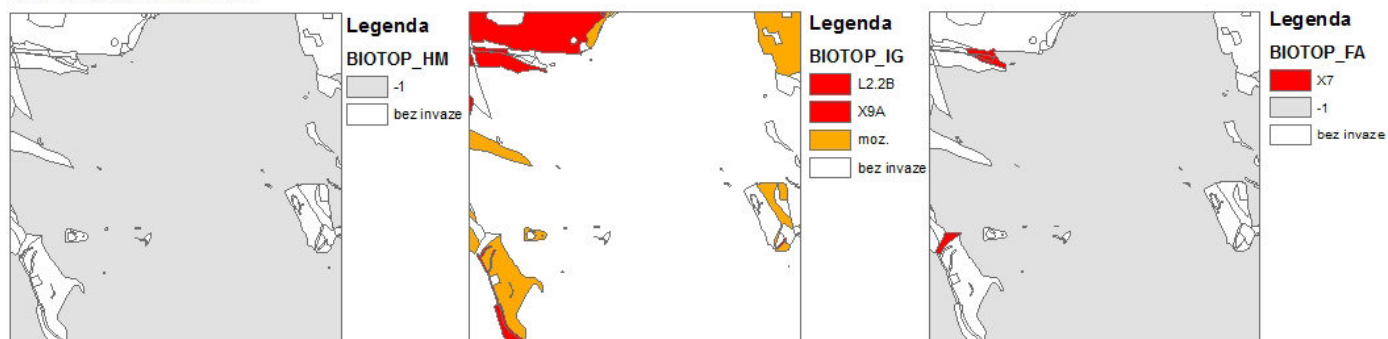 Legenda
BIOTOP_HM
-1
bez invaze
Legenda
BIOTOP_IG
L2.2B
X9A
moz.
bez invaze
Legenda
BIOTOP_FA
X7
-1
bez invaze